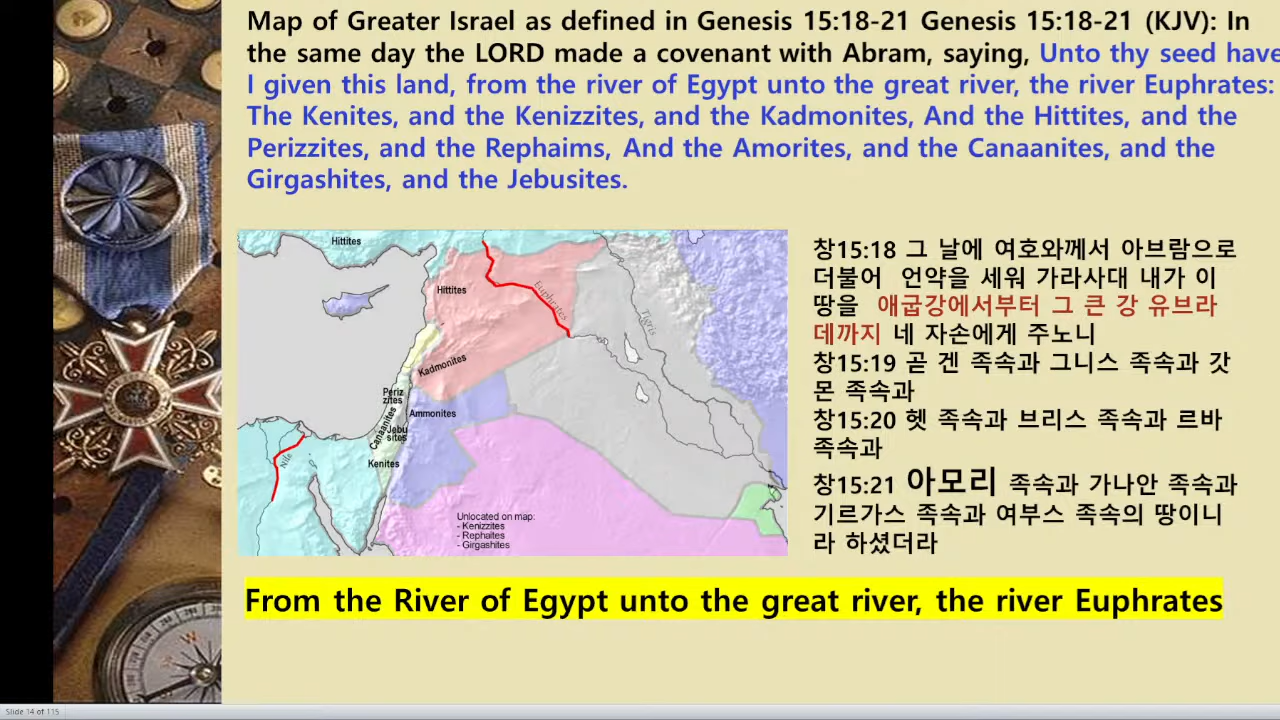 Map of Greater Israel as defined in Genesis 15:18-21 Genesis 15:18-21 (KJV): In
the same day the LORD made a covenant with Abram, saying, Unto thy seed have
I given this land, from the river of Egypt unto the great river, the river Euphrates:
The Kenites, and the Kenizzites, and the Kadmonites, And the Hittites, and the
Perizzites, and the Rephaims, And the Amorites, and the Canaanites, and the
Girgashites, and the Jebusites.
Hittites
Hittites
Euphrates
Tigris
Kadmonites
Periz
zites
Ammonites
Canaanites
Jebu
sites
Kenites
Nile
Unlocated on map:
- Kenizzites
- Rephaites
- Girgashites
창15:18 그 날에 여호와께서 아브람으로
더불어 언약을 세워 가라사대 내가 이
땅을 애굽강에서부터 그 큰 강 유브라
데까지 네 자손에게 주노니
창15:19 곧 겐 족속과 그니스 족속과 갓
몬 족속과
창15:20 헷 족속과 브리스 족속과 르바
족속과
창15:21 아모리 족속과 가나안 족속과
기르가스 족속과 여부스 족속의 땅이니
라 하셨더라
From the River of Egypt unto the great river, the river Euphrates
Slide 14 of 115